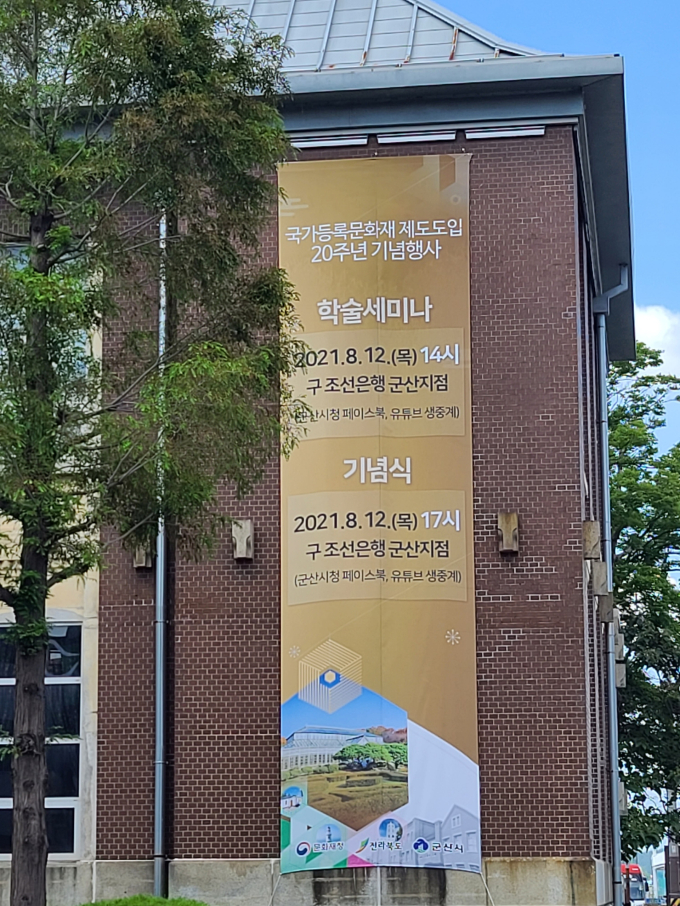 국가등록문화재 제도도입
20주년 기념행사
학술세미나
2021.8.12.(목) 14시
구 조선은행 군산지점
(군산시청 페이스북, 유튜브 생중계)
기념식
2021.8.12.(목) 17시
구 조선은행 군산지점
(군산시청 페이스북, 유튜브 생중계)
문화재청 전라북도 군산시